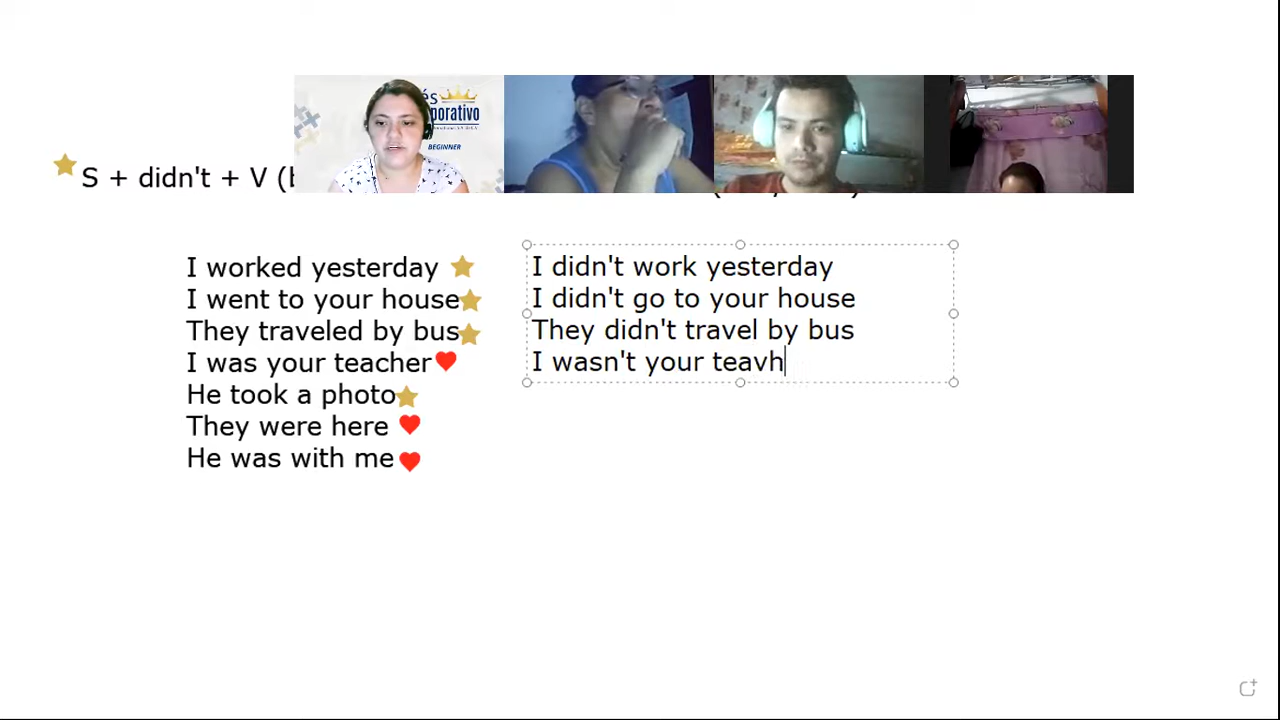 és
porativo
BEGINNER
S + didn't + V (b
I worked yesterday
I went to your house
They traveled by bus
I was your teacher
He took a photo
They were here
He was with me
I didn't work yesterday
I didn't go to your house
They didn't travel by bus
I wasn't your teavh